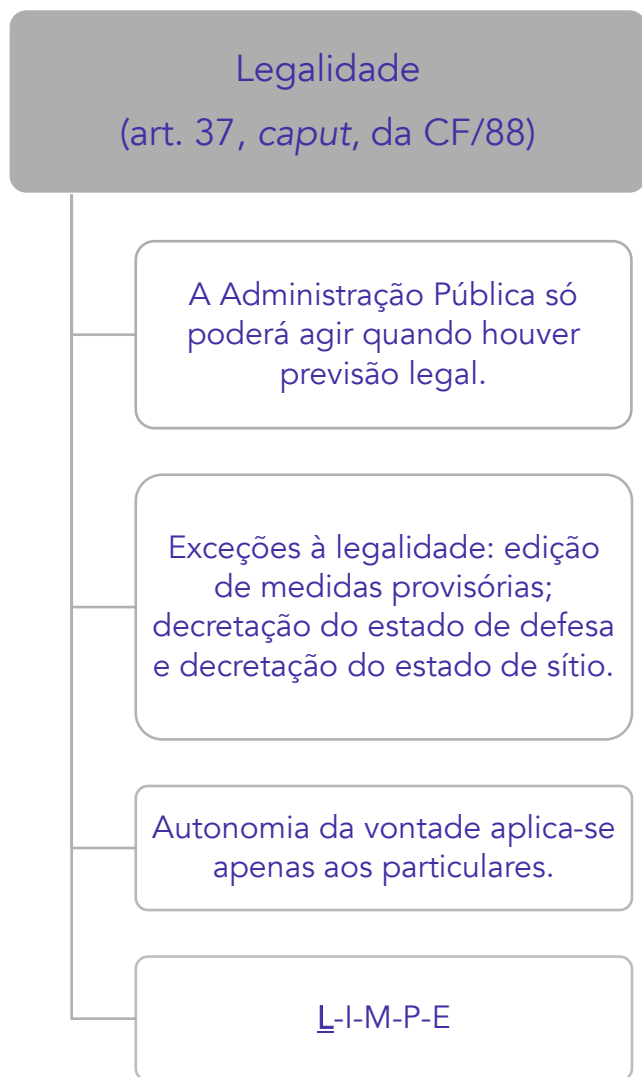 Legalidade
(art. 37, caput, da CF/88)
A Administração Pública só
poderá agir quando houver
previsão legal.
Exceções à legalidade: edição
de medidas provisórias;
decretação do estado de defesa
e decretação do estado de sítio.
Autonomia da vontade aplica-se
apenas aos particulares.
L-I-M-P-E